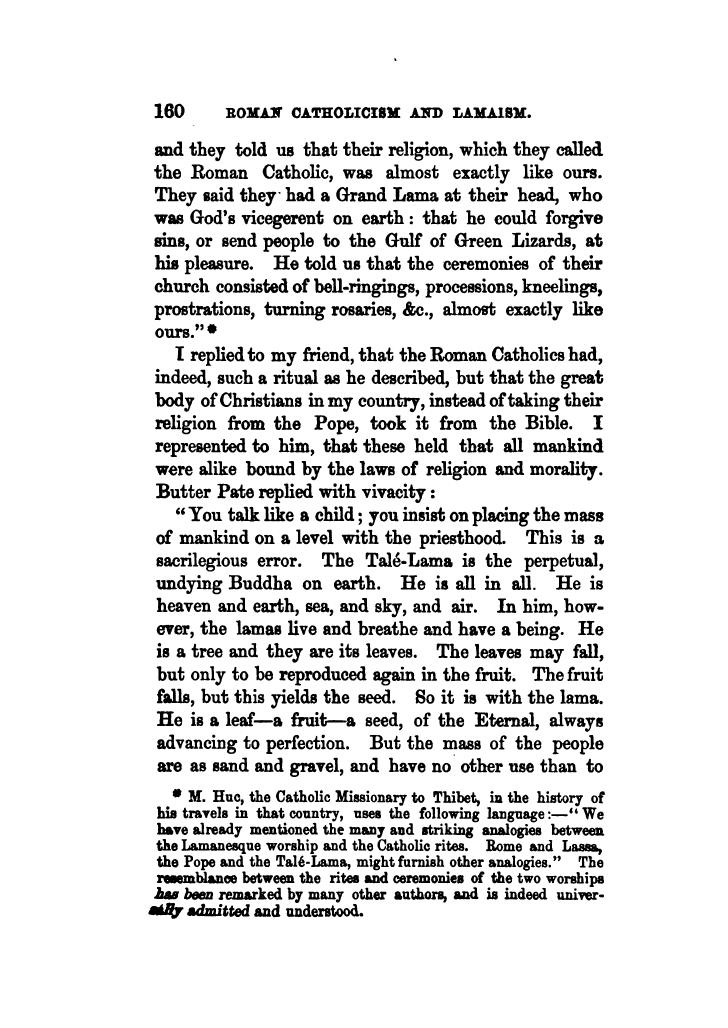 160 ROMAN CATHOLICISM AND LAMAISM.
and they told us that their religion, which they called
the Roman Catholic, was almost exactly like ours.
They said they had a Grand Lama at their head, who
was God's vicegerent on earth: that he could forgive
sins, or send people to the Gulf of Green Lizards, at
his pleasure. He told us that the ceremonies of their
church consisted of bell-ringings, processions, kneelings,
prostrations, turning rosaries, &c., almost exactly like
ours."*
I replied to my friend, that the Roman Catholics had,
indeed, such a ritual as he described, but that the great
body of Christians in my country, instead of taking their
religion from the Pope, took it from the Bible. I
represented to him, that these held that all mankind
were alike bound by the laws of religion and morality.
Butter Pate replied with vivacity:
"You talk like a child; you insist on placing the mass
of mankind on a level with the priesthood. This is a
sacrilegious error. The Talé-Lama is the perpetual,
undying Buddha on earth. He is all in all. He is
heaven and earth, sea, and sky, and air. In him, how-
ever, the lamas live and breathe and have a being. He
is a tree and they are its leaves. The leaves may fall,
but only to be reproduced again in the fruit. The fruit
falls, but this yields the seed. So it is with the lama.
He is a leaf—a fruit—a seed, of the Eternal, always
advancing to perfection. But the mass of the people
are as sand and gravel, and have no other use than to
* M. Huc, the Catholic Missionary to Thibet, in the history of
his travels in that country, uses the following language:—"We
have already mentioned the many and striking analogies between
the Lamanesque worship and the Catholic rites. Rome and Lassa,
the Pope and the Talé-Lama, might furnish other analogies." The
resemblance between the rites and ceremonies of the two worships
has been remarked by many other authors, and is indeed univer-
ally admitted and understood.